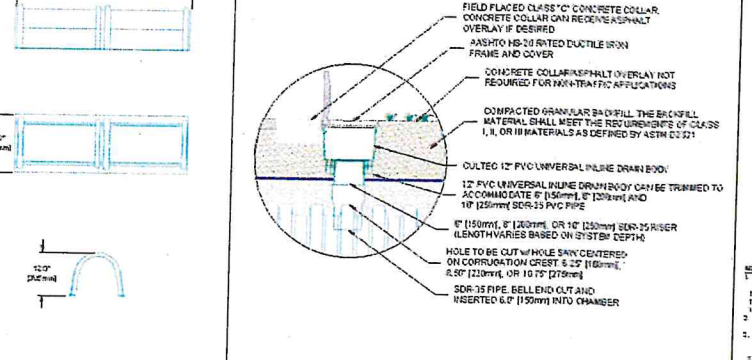 FIELD PLACED CLASS "C" CONCRETE COLLAR.
CONCRETE COLLAR CAN RECEIVE ASPHALT
OVERLAY IF DESIRED
AASHTO HS-20 RATED DUCTILE IRON
FRAME AND COVER
CONCRETE COLLAR/ASPHALT OVERLAY NOT
REQUIRED FOR NON-TRAFFIC APPLICATIONS
COMPACTED GRANULAR BACKFILL. THE BACKFILL
MATERIAL SHALL MEET THE REQUIREMENTS OF CLASS
I, II, OR III MATERIALS AS DEFINED BY ASTM D2321
CULTEC 12" PVC UNIVERSAL INLINE DRAIN BODY
12" PVC UNIVERSAL INLINE DRAIN BODY CAN BE TRIMMED TO
ACCOMMODATE 6" [150mm], 8" [200mm] AND
10" [250mm] SDR-35 PVC PIPE
6" [150mm], 8" [200mm], OR 10" [250mm] SDR-35 RISER
(LENGTH VARIES BASED ON SYSTEM DEPTH)
HOLE TO BE CUT w/ HOLE SAW CENTERED
ON CORRUGATION CREST. 6.25" [160mm],
8.50" [220mm], OR 10.75" [275mm]
SDR-35 PIPE. BELL END CUT AND
INSERTED 6.0" [150mm] INTO CHAMBER
12.0"